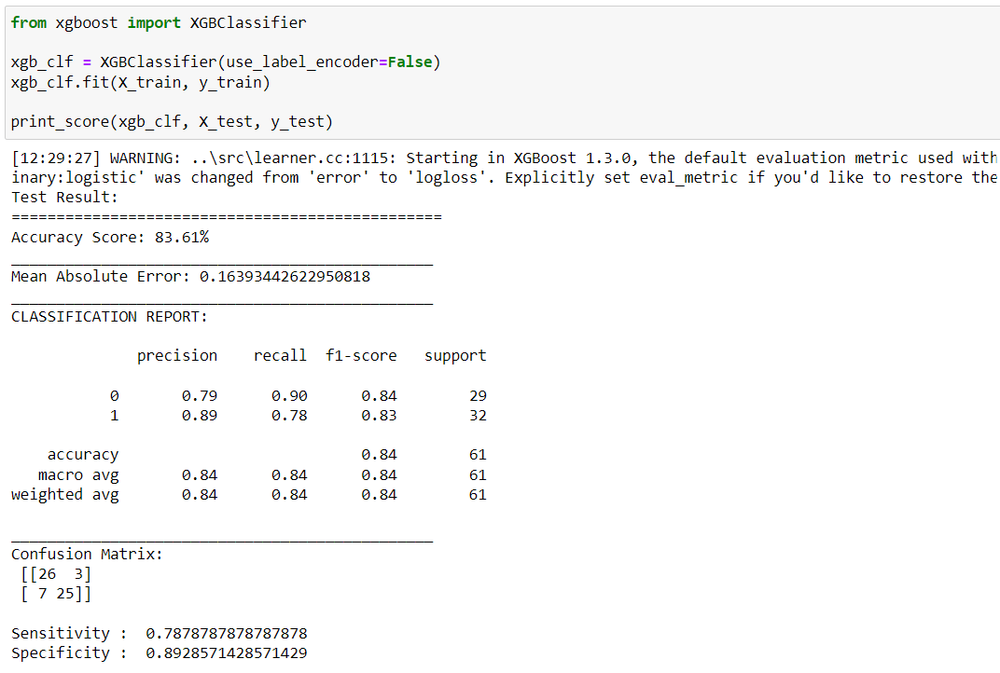 from xgboost import XGBClassifier
xgb_clf = XGBClassifier(use_label_encoder=False)
xgb_clf.fit(X_train, y_train)
print_score(xgb_clf, X_test, y_test)
[12:29:27] WARNING: ..\src\learner.cc:1115: Starting in XGBoost 1.3.0, the default evaluation metric used with
inary:logistic' was changed from 'error' to 'logloss'. Explicitly set eval_metric if you'd like to restore the
Test Result:
================================================
Accuracy Score: 83.61%
_______________________________________________
Mean Absolute Error: 0.16393442622950818
_______________________________________________
CLASSIFICATION REPORT:
precision recall f1-score support
0 0.79 0.90 0.84 29
1 0.89 0.78 0.83 32
accuracy 0.84 61
macro avg 0.84 0.84 0.84 61
weighted avg 0.84 0.84 0.84 61
_______________________________________________
Confusion Matrix:
[[26 3]
[ 7 25]]
Sensitivity : 0.7878787878787878
Specificity : 0.8928571428571429